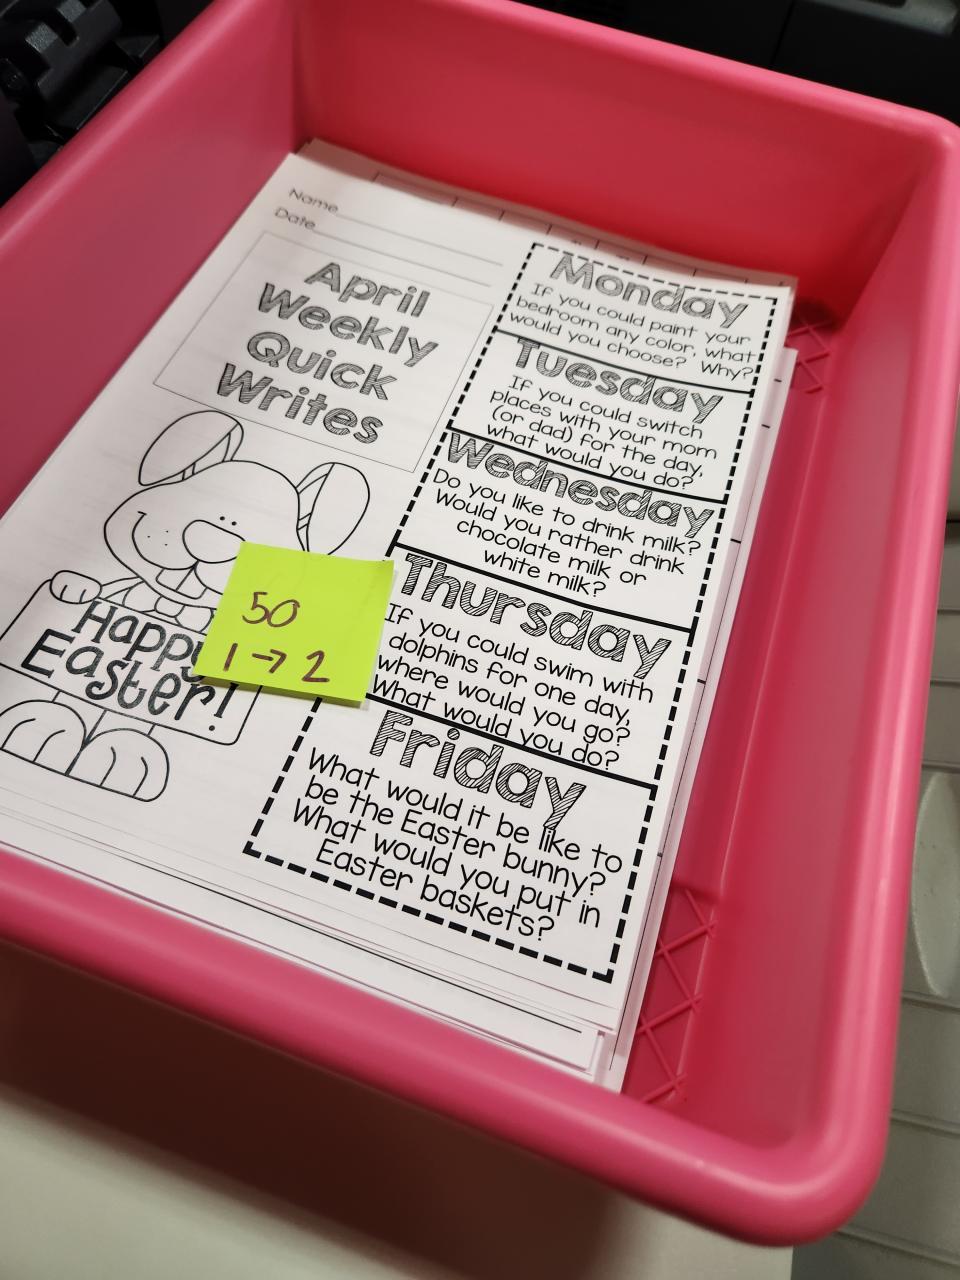 Name
Date
April
Weekly
Quick
Writes
Happy
Easter!
50
1 → 2
Monday
If you could paint your
bedroom any color, what
would you choose? Why?
Tuesday
If you could switch
places with your mom
(or dad) for the day,
what would you do?
Wednesday
Do you like to drink milk?
Would you rather drink
chocolate milk or
white milk?
Thursday
If you could swim with
dolphins for one day,
where would you go?
What would you do?
Friday
What would it be like to
be the Easter bunny?
What would you put in
Easter baskets?